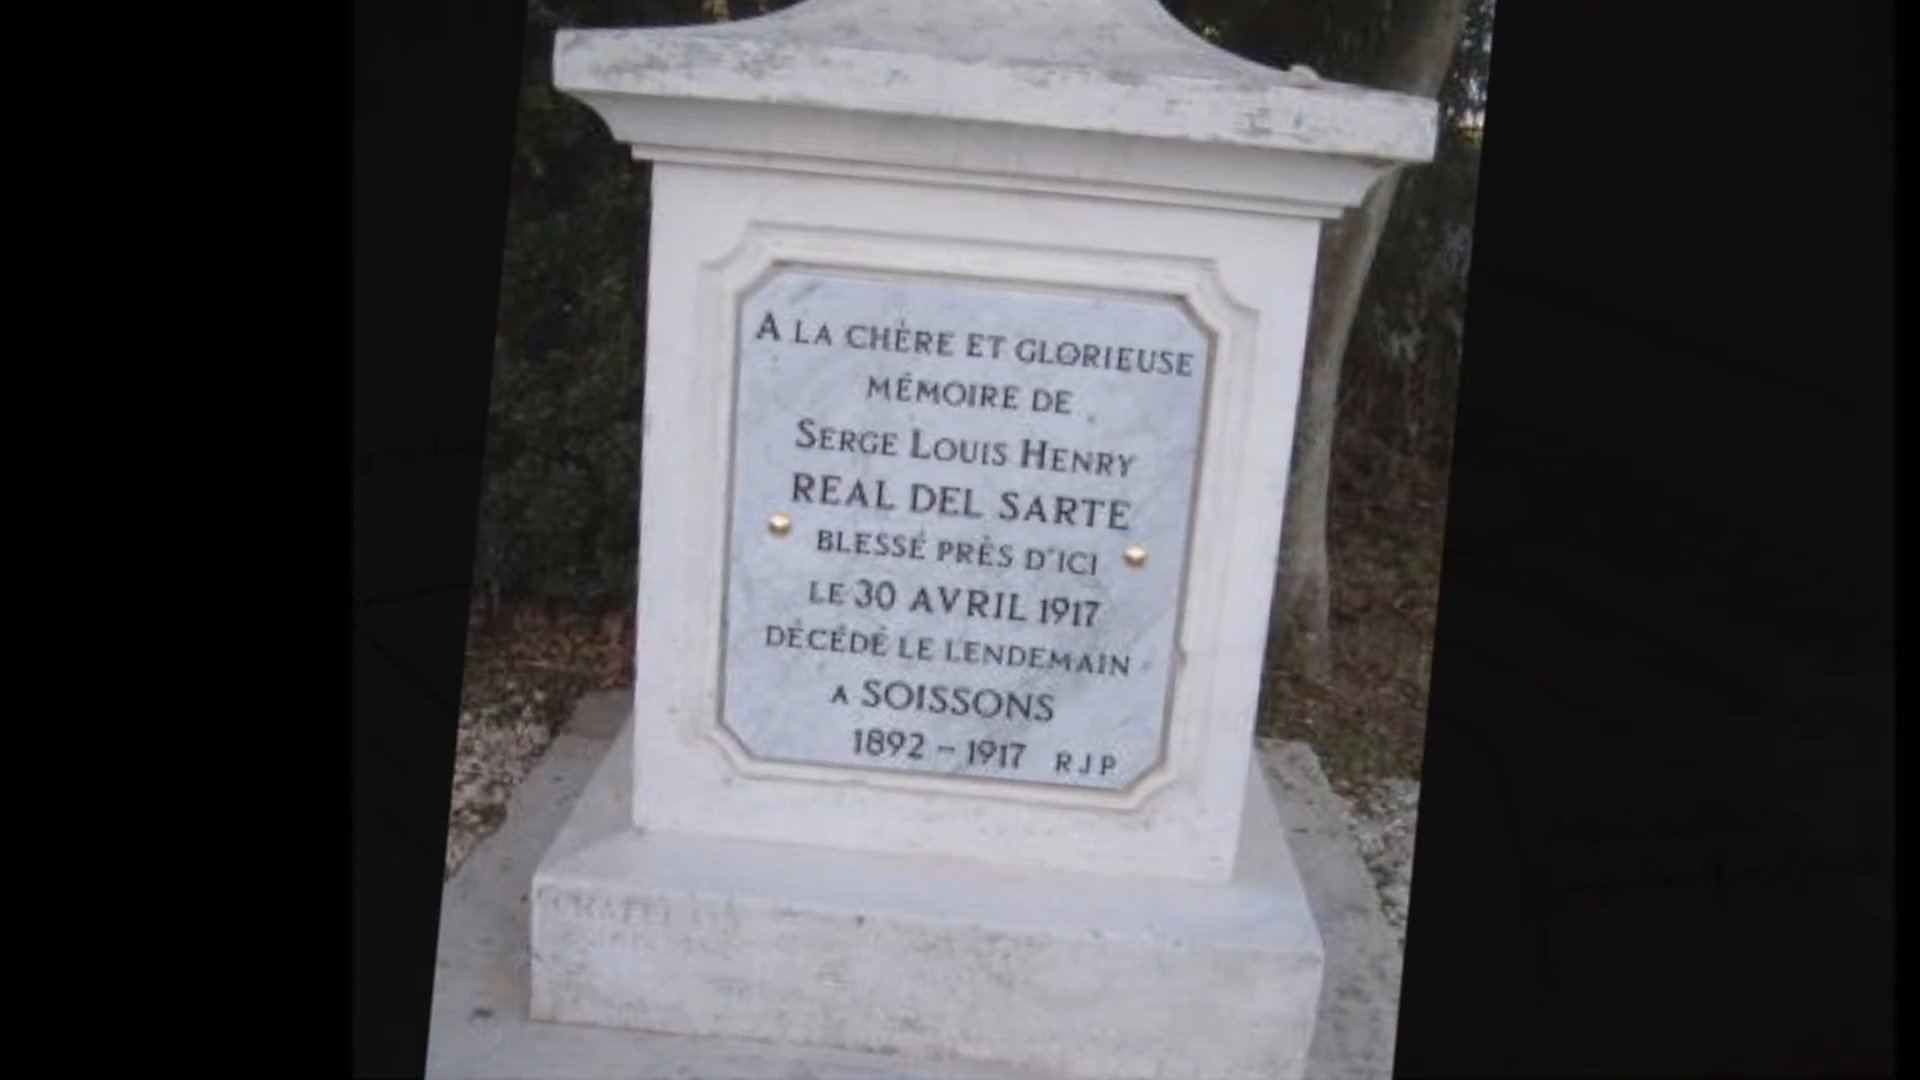 A LA CHÈRE ET GLORIEUSE
MÉMOIRE DE
SERGE LOUIS HENRY
REAL DEL SARTE
BLESSÉ PRÈS D'ICI
LE 30 AVRIL 1917
DÉCÉDÉ LE LENDEMAIN
A SOISSONS
1892 - 1917 R J P